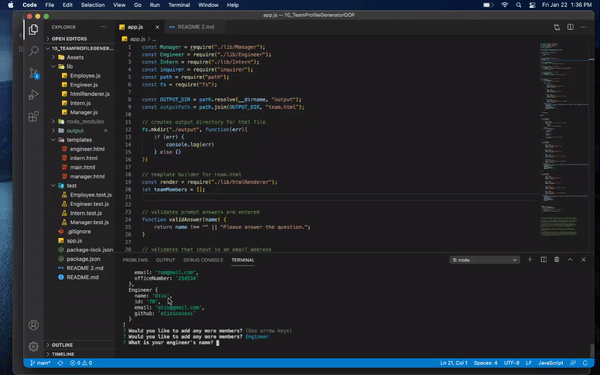 Code File Edit Selection View Go Run Terminal Window Help
Fri Jan 22 1:36 PM
app.js — 10_TeamProfileGeneratorOOP
EXPLORER
10_TEAMPROFILEGENER...
Assets
lib
Employee.js
Engineer.js
htmlRenderer.js
Intern.js
Manager.js
node_modules
output
templates
engineer.html
intern.html
main.html
manager.html
test
Employee.test.js
Engineer.test.js
Intern.test.js
Manager.test.js
.gitignore
app.js
package-lock.json
package.json
README 2.md
README.md
OUTLINE
TIMELINE
app.js
README 2.md
app.js > ...
1 const Manager = require("./lib/Manager");
2 const Engineer = require("./lib/Engineer");
3 const Intern = require("./lib/Intern");
4 const inquirer = require("inquirer");
5 const path = require("path");
6 const fs = require("fs");
7
8 const OUTPUT_DIR = path.resolve(__dirname, "output");
9 const outputPath = path.join(OUTPUT_DIR, "team.html");
10
11 // creates output directory for html file
12 fs.mkdir("./output", function(err){
13 if (err) {
14 console.log(err)
15 } else {}
16 })
17
18 // template builder for team.html
19 const render = require("./lib/htmlRenderer");
20 let teamMembers = [];
21
22
23 // validates prompt answers are entered
24 function validAnswer(name) {
25 return name !== "" || "Please answer the question.";
26 }
27
28 // validates that input is an email address
PROBLEMS OUTPUT DEBUG CONSOLE TERMINAL
5: node
email: 'tom@mail.com',
officeNumber: '254534'
},
Engineer {
name: 'Otis',
id: '78',
email: 'otis@mail.com',
}
]
? Would you like to add any more members? (Use arrow keys)
? Would you like to add any more members? Engineer
? What is your engineer's name?
main*
0 0
Ln 21, Col 1 Spaces: 4 UTF-8 LF JavaScript